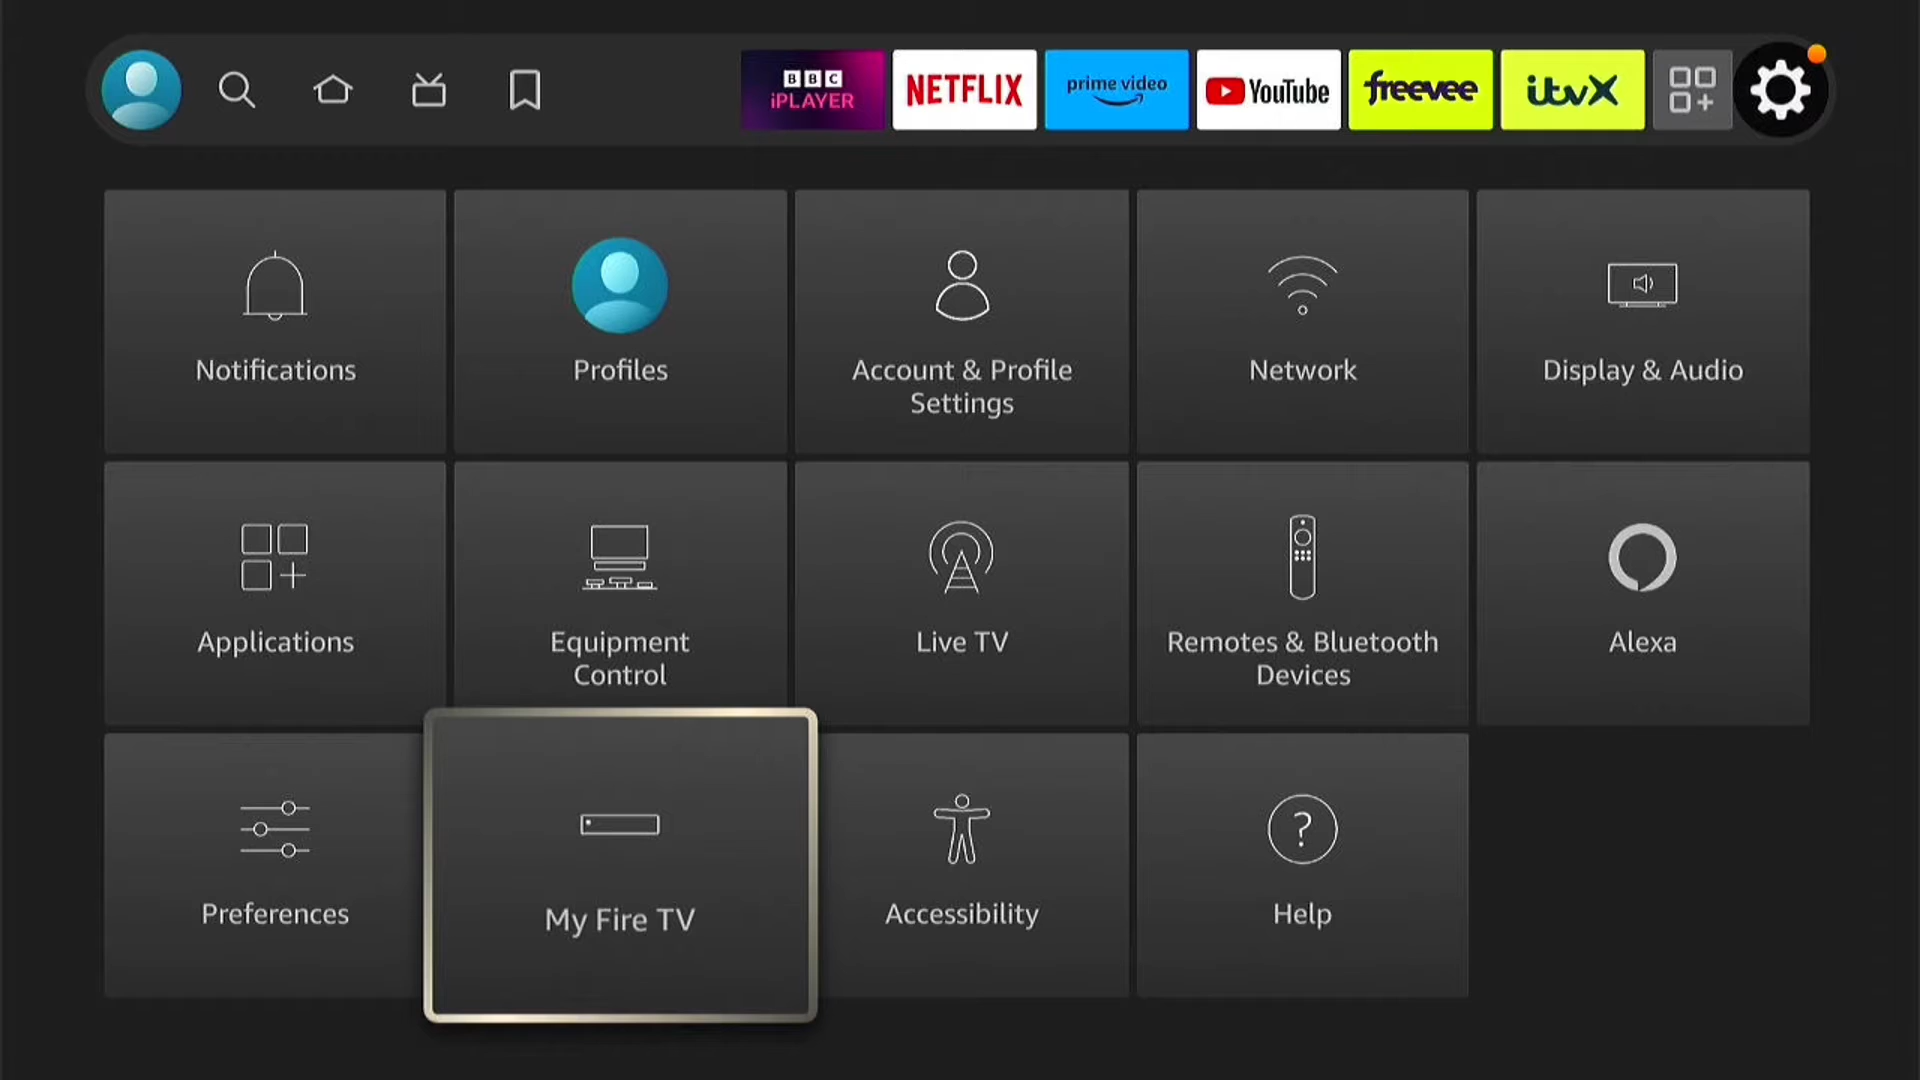 BBC
iPLAYER
NETFLIX
prime video
YouTube
freevee
itvX
Notifications
Profiles
Account & Profile
Settings
Network
Display & Audio
Applications
Equipment
Control
Live TV
Remotes & Bluetooth
Devices
Alexa
Preferences
My Fire TV
Accessibility
?
Help